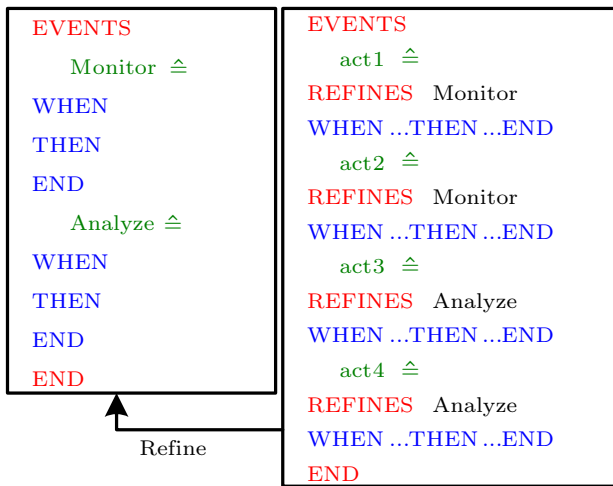 EVENTS
Monitor ≙
WHEN
THEN
END
Analyze ≙
WHEN
THEN
END
END
EVENTS
act1 ≙
REFINES Monitor
WHEN ...THEN ...END
act2 ≙
REFINES Monitor
WHEN ...THEN ...END
act3 ≙
REFINES Analyze
WHEN ...THEN ...END
act4 ≙
REFINES Analyze
WHEN ...THEN ...END
END
Refine